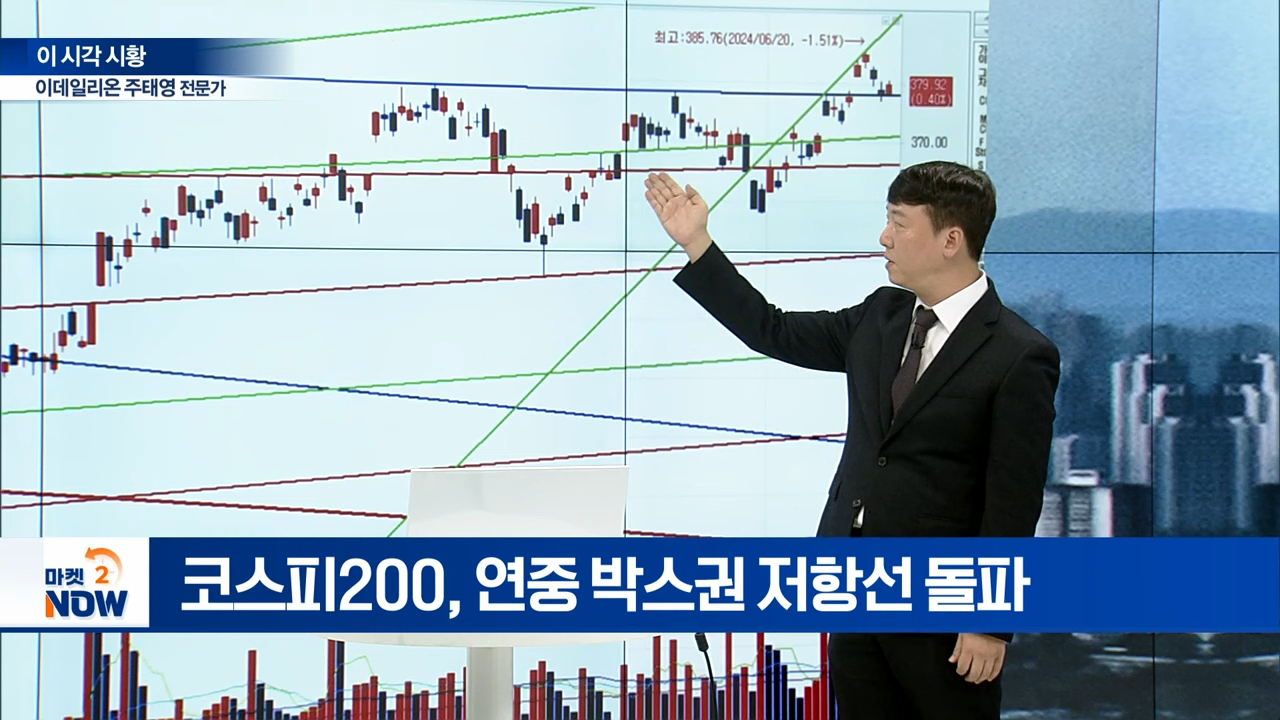 이 시각 시황
이데일리온 주태영 전문가
최고:385.76(2024/06/20, -1.51%)→
379.92
(0.40%)
370.00
마켓 2
NOW
코스피200, 연중 박스권 저항선 돌파